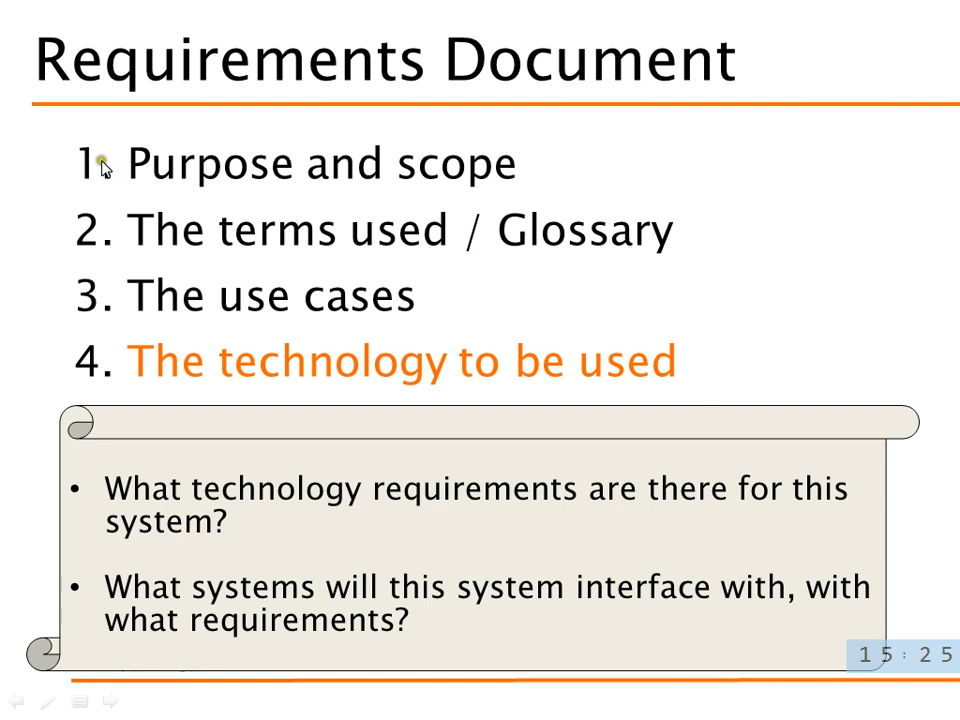 Requirements Document
1. Purpose and scope
2. The terms used / Glossary
3. The use cases
4. The technology to be used
• What technology requirements are there for this
system?
• What systems will this system interface with, with
what requirements?
15:25